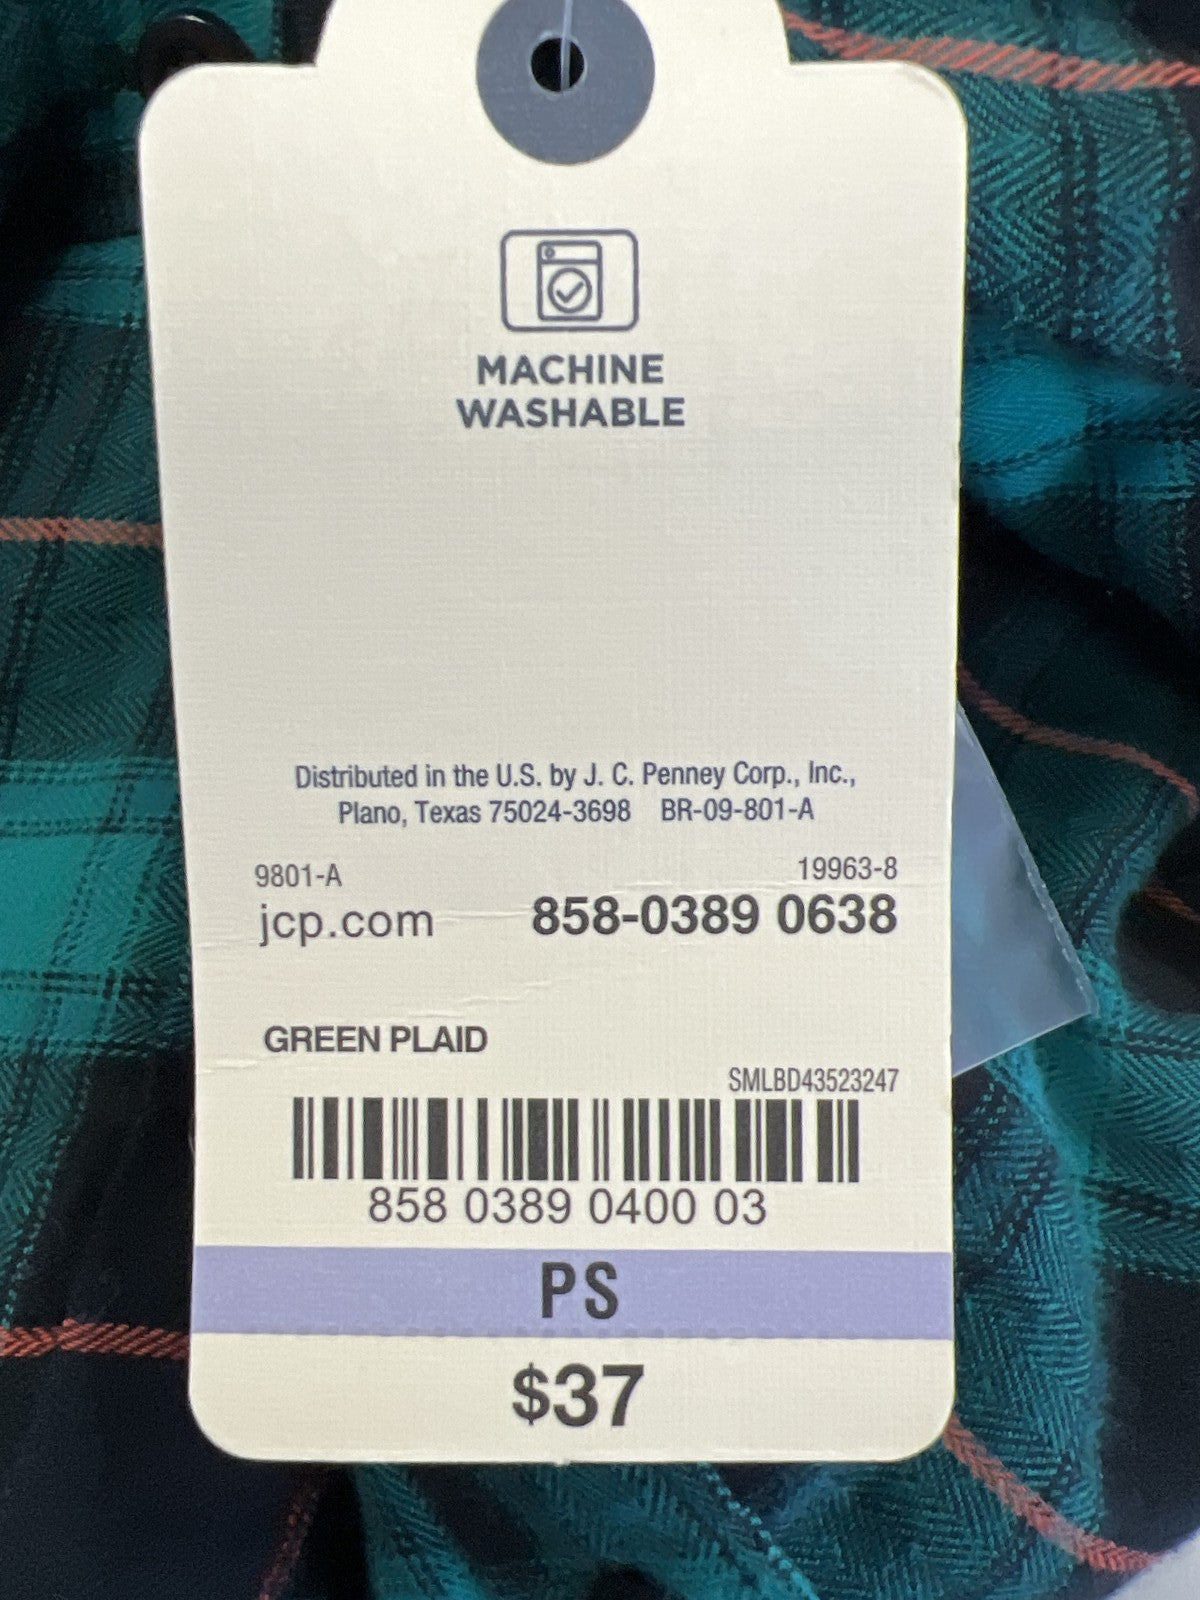 MACHINE
WASHABLE
Distributed in the U.S. by J. C. Penney Corp., Inc.,
Plano, Texas 75024-3698 BR-09-801-A
9801-A 19963-8
jcp.com 858-0389 0638
GREEN PLAID
SMLBD43523247
858 0389 0400 03
PS
$37